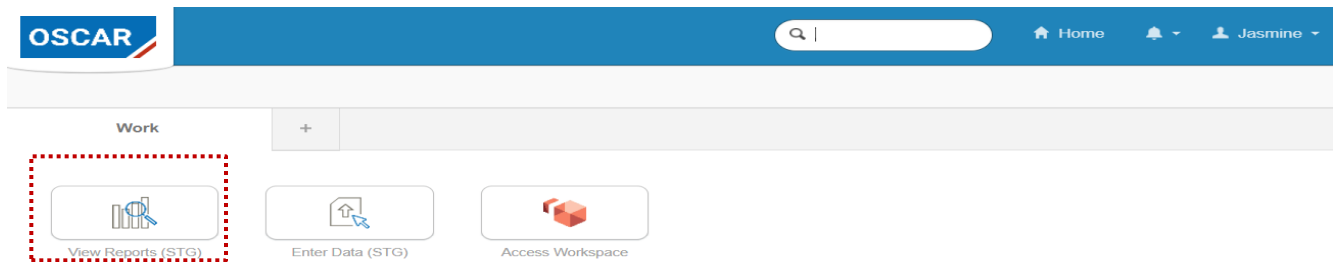 OSCAR
Home
Jasmine
Work
+
View Reports (STG)
Enter Data (STG)
Access Workspace